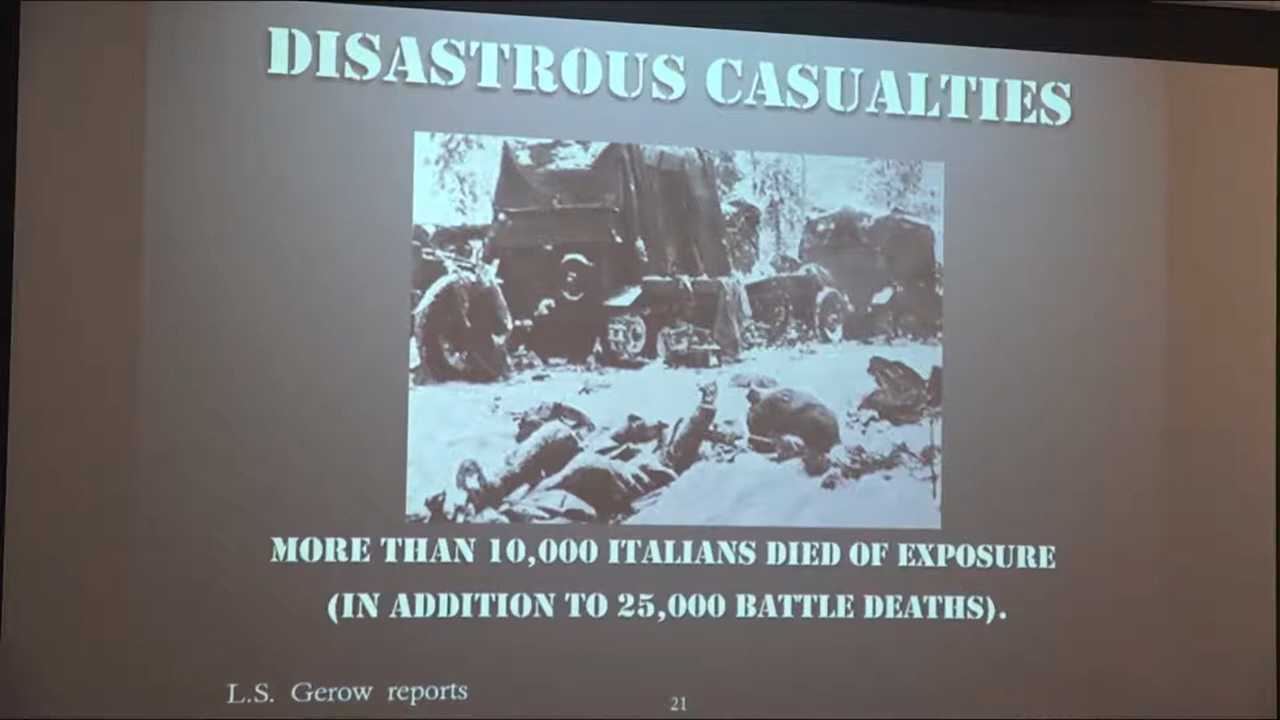 DISASTROUS CASUALTIES
MORE THAN 10,000 ITALIANS DIED OF EXPOSURE
(IN ADDITION TO 25,000 BATTLE DEATHS).
L.S. Gerow reports
21